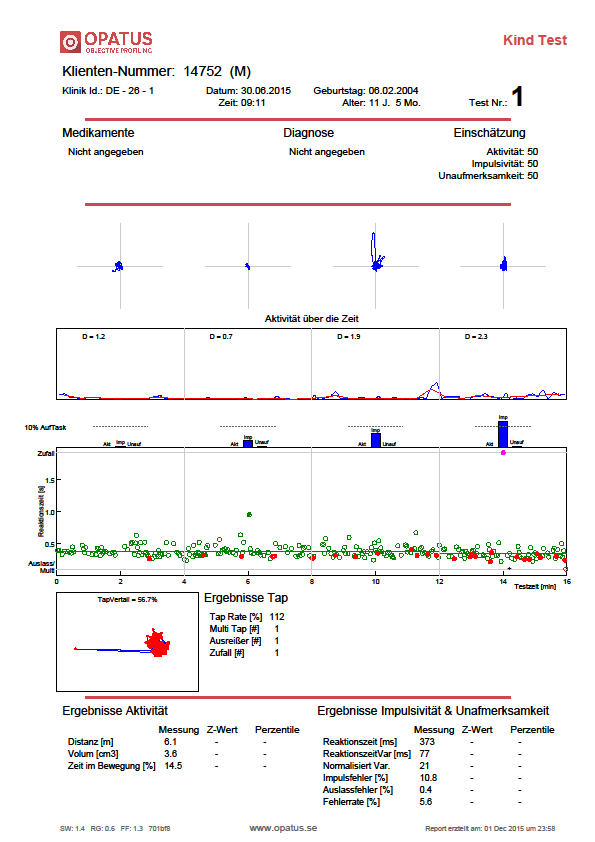 OPATUS
OBJECTIVE PROFILING
Kind Test
Klienten-Nummer: 14752 (M)
Klinik Id.: DE - 26 - 1
Datum: 30.06.2015
Geburtstag: 06.02.2004
Zeit: 09:11
Alter: 11 J. 5 Mo.
Test Nr.: 1
Medikamente
Diagnose
Einschätzung
Nicht angegeben
Nicht angegeben
Aktivität: 50
Impulsivität: 50
Unaufmerksamkeit: 50
Aktivität über die Zeit
D = 1.2
D = 0.7
D = 1.9
D = 2.3
10% AufTask
Akt Imp Unauf
Akt Imp Unauf
Akt Imp Unauf
Akt Imp Unauf
Zufall
1.5
1.0
0.5
Reaktionszeit [s]
Auslass/
Multi
0 2 4 6 8 10 12 14 16
Testzeit [min]
TapVerteil = 56.7%
Ergebnisse Tap
Tap Rate [%] 112
Multi Tap [#] 1
Ausreißer [#] 1
Zufall [#] 1
Ergebnisse Aktivität
Messung Z-Wert Perzentile
Distanz [m] 6.1 - -
Volum [cm3] 3.6 - -
Zeit im Bewegung [%] 14.5 - -
Ergebnisse Impulsivität & Unafmerksamkeit
Messung Z-Wert Perzentile
Reaktionszeit [ms] 373 - -
ReaktionszeitVar [ms] 77 - -
Normalisiert Var. 21 - -
Impulsfehler [%] 10.8 - -
Auslassfehler [%] 0.4 - -
Fehlerrate [%] 5.6 - -
SW: 1.4 RG: 0.6 FF: 1.3 701bf8
www.opatus.se
Report erzteilt am: 01 Dec 2015 um 23:58